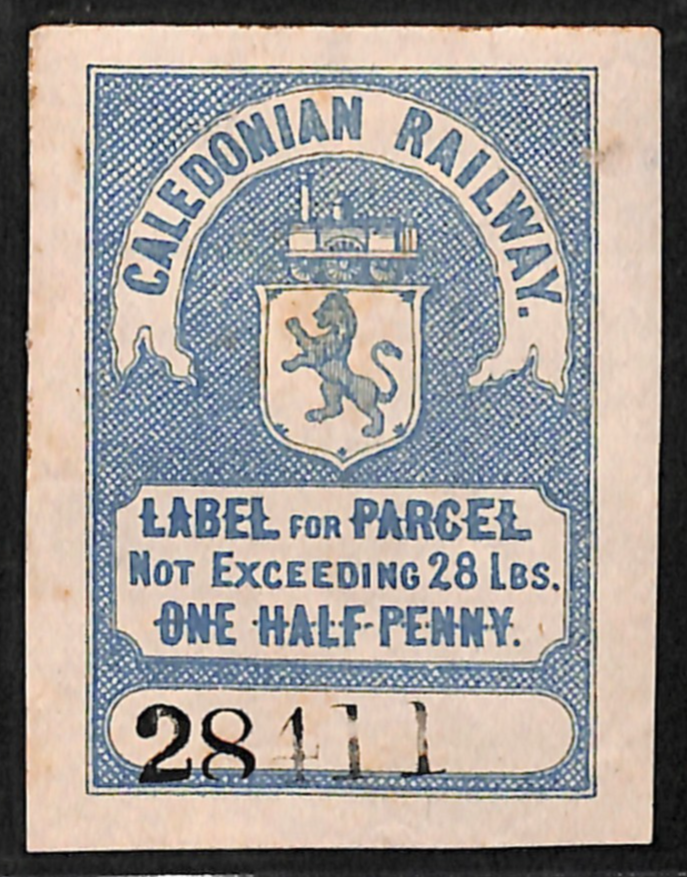 CALEDONIAN RAILWAY.
LABEL FOR PARCEL
NOT EXCEEDING 28 LBS.
ONE HALF-PENNY.
28411